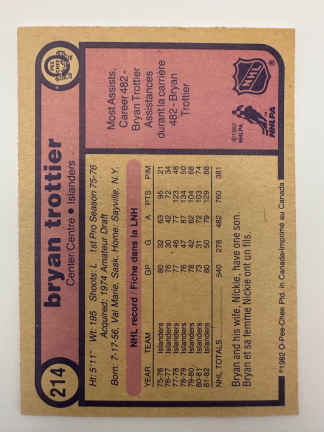 214
bryan trottier
Center/Centre • Islanders
Ht: 5'11" Wt: 195 Shoots: L 1st Pro Season 75-76
Acquired: 1974 Amateur Draft
Born: 7-17-56, Val Marie, Sask. Home: Sayville, N.Y.
NHL record / Fiche dans la LNH
YEAR TEAM GP G A PTS PIM
75-76 Islanders 80 32 63 95 21
76-77 Islanders 76 30 42 72 34
77-78 Islanders 77 46 77 123 46
78-79 Islanders 76 47 87 134 50
79-80 Islanders 78 42 62 104 68
80-81 Islanders 73 31 72 103 74
81-82 Islanders 80 50 79 129 88
NHL TOTALS 540 278 482 760 381
Bryan and his wife, Nickie, have one son.
Bryan et sa femme Nickie ont un fils.
©1982 O-Pee-Chee Ptd. in Canada/Imprimé au Canada
Most Assists,
Career 482 -
Bryan Trottier
Assistances
durant la carrière
482 - Bryan
Trottier
NHL
©1982
NHLPA